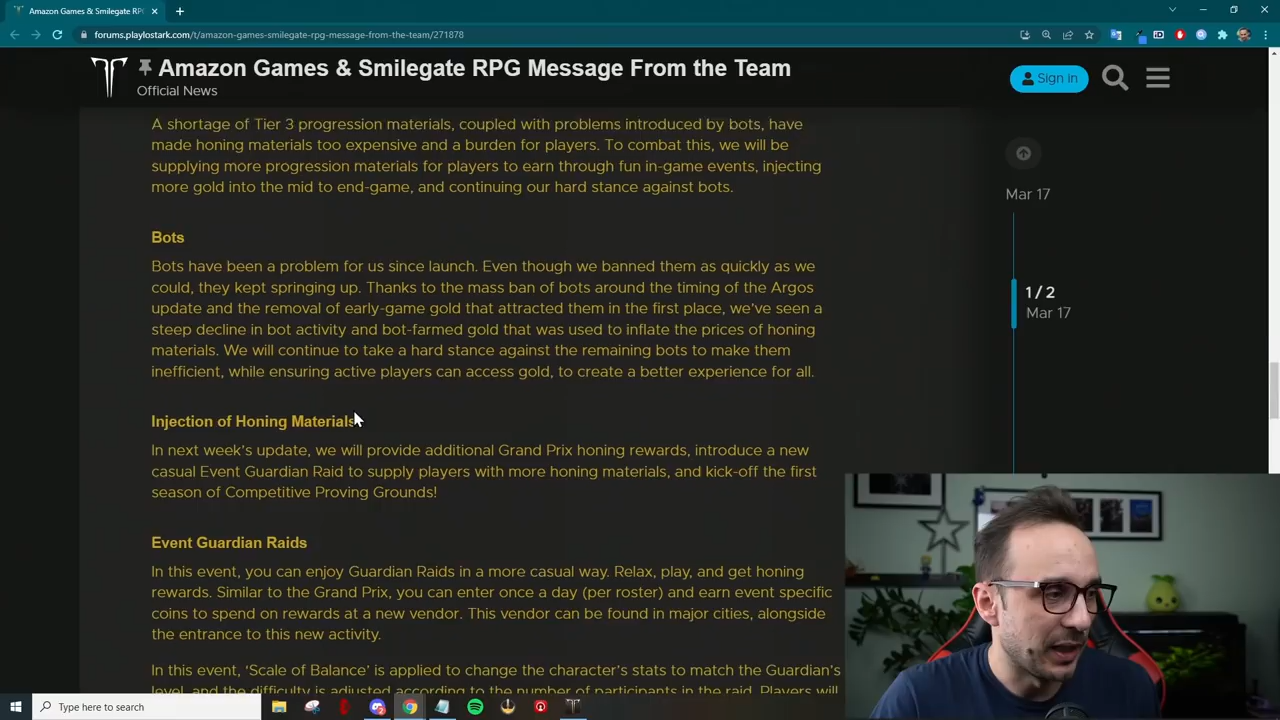 Amazon Games & Smilegate RPG
forums.playlostark.com/t/amazon-games-smilegate-rpg-message-from-the-team/271878
Amazon Games & Smilegate RPG Message From the Team
Official News
Sign in
A shortage of Tier 3 progression materials, coupled with problems introduced by bots, have
made honing materials too expensive and a burden for players. To combat this, we will be
supplying more progression materials for players to earn through fun in-game events, injecting
more gold into the mid to end-game, and continuing our hard stance against bots.
Mar 17
Bots
Bots have been a problem for us since launch. Even though we banned them as quickly as we
could, they kept springing up. Thanks to the mass ban of bots around the timing of the Argos
update and the removal of early-game gold that attracted them in the first place, we've seen a
steep decline in bot activity and bot-farmed gold that was used to inflate the prices of honing
materials. We will continue to take a hard stance against the remaining bots to make them
inefficient, while ensuring active players can access gold, to create a better experience for all.
1 / 2
Mar 17
Injection of Honing Materials
In next week's update, we will provide additional Grand Prix honing rewards, introduce a new
casual Event Guardian Raid to supply players with more honing materials, and kick-off the first
season of Competitive Proving Grounds!
Event Guardian Raids
In this event, you can enjoy Guardian Raids in a more casual way. Relax, play, and get honing
rewards. Similar to the Grand Prix, you can enter once a day (per roster) and earn event specific
coins to spend on rewards at a new vendor. This vendor can be found in major cities, alongside
the entrance to this new activity.
In this event, 'Scale of Balance' is applied to change the character's stats to match the Guardian's
level, and the difficulty is adjusted according to the number of participants in the raid. Players will
Type here to search